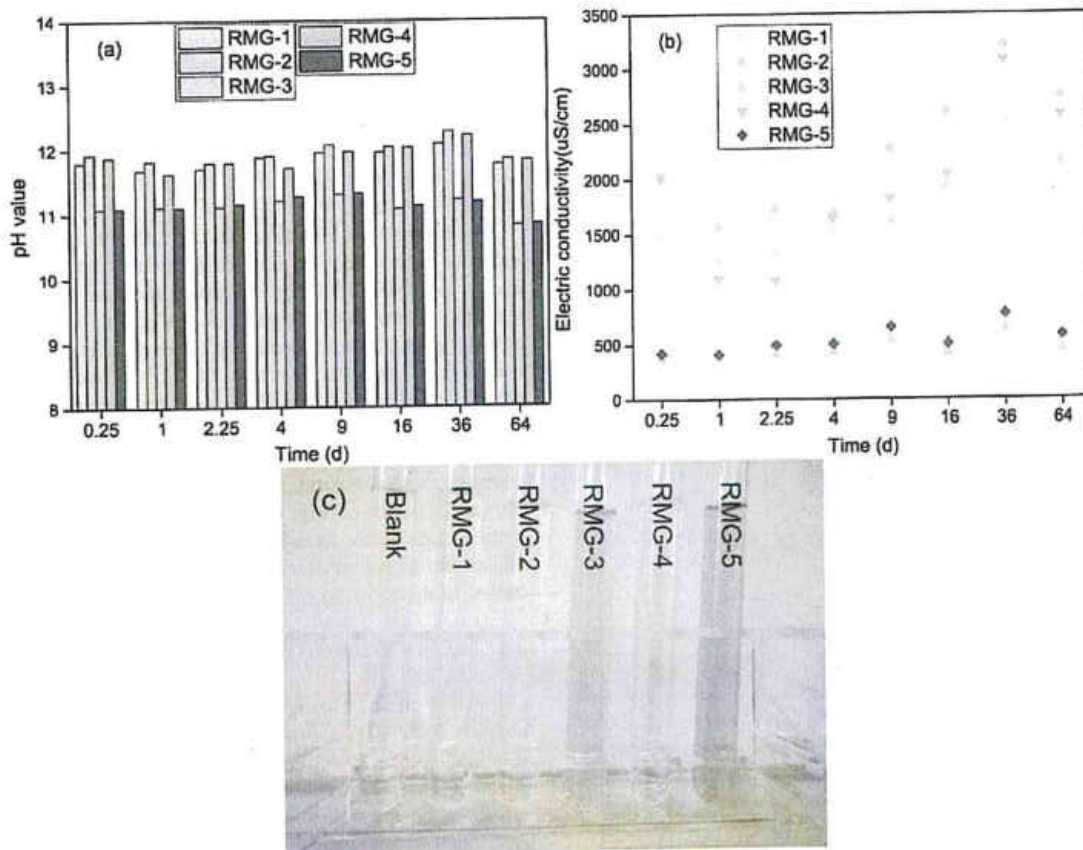 (a)
RMG-1
RMG-2
RMG-3
RMG-4
RMG-5
pH value
14
13
12
11
10
9
8
0.25 1 2.25 4 9 16 36 64
Time (d)
(b)
RMG-1
RMG-2
RMG-3
RMG-4
RMG-5
Electric conductivity(uS/cm)
3500
3000
2500
2000
1500
1000
500
0
0.25 1 2.25 4 9 16 36 64
Time (d)
(c)
Blank
RMG-1
RMG-2
RMG-3
RMG-4
RMG-5